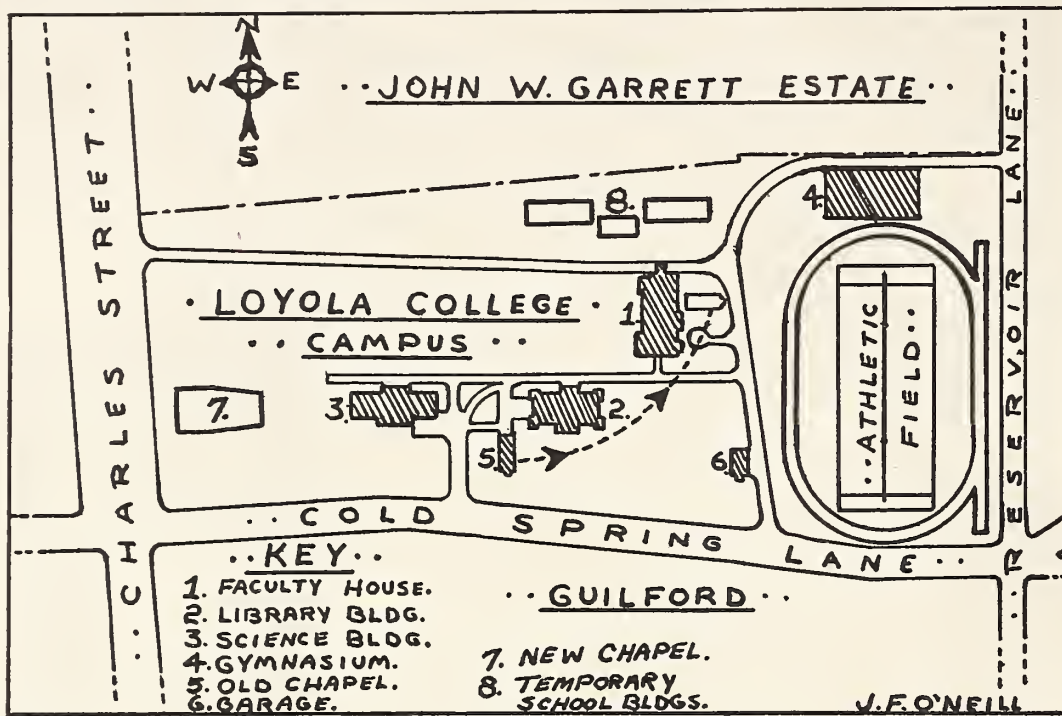 N
W E
S
··JOHN W. GARRETT ESTATE··
··CHARLES STREET··
··RESERVOIR LANE··
8.
4.
·LOYOLA COLLEGE·
··CAMPUS··
1.
7.
3.
2.
5.
6.
··ATHLETIC
FIELD··
··COLD SPRING LANE··
··KEY··
1. FACULTY HOUSE.
2. LIBRARY BLDG.
3. SCIENCE BLDG.
4. GYMNASIUM.
5. OLD CHAPEL.
6. GARAGE.
··GUILFORD··
7. NEW CHAPEL.
8. TEMPORARY
SCHOOL BLDGS.
J.F. O'NEILL